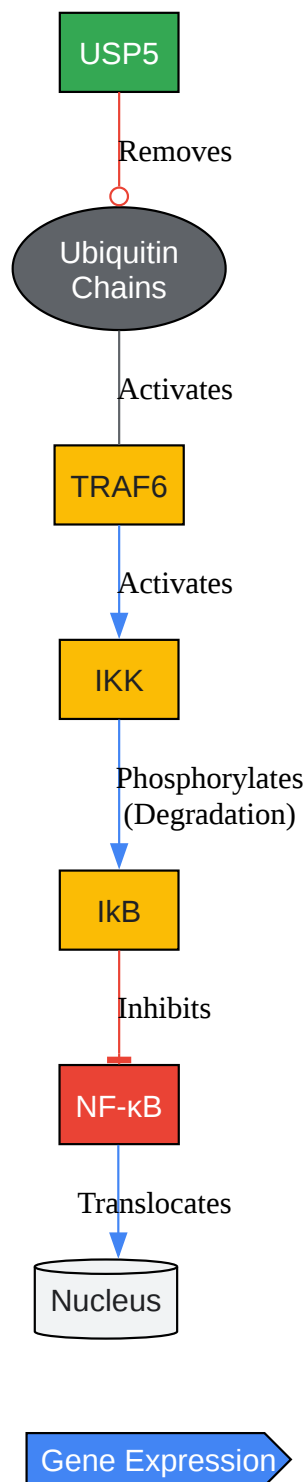 USP5
Removes
Ubiquitin
Chains
Activates
TRAF6
Activates
IKK
Phosphorylates
(Degradation)
IkB
Inhibits
NF-κB
Translocates
Nucleus
Gene Expression